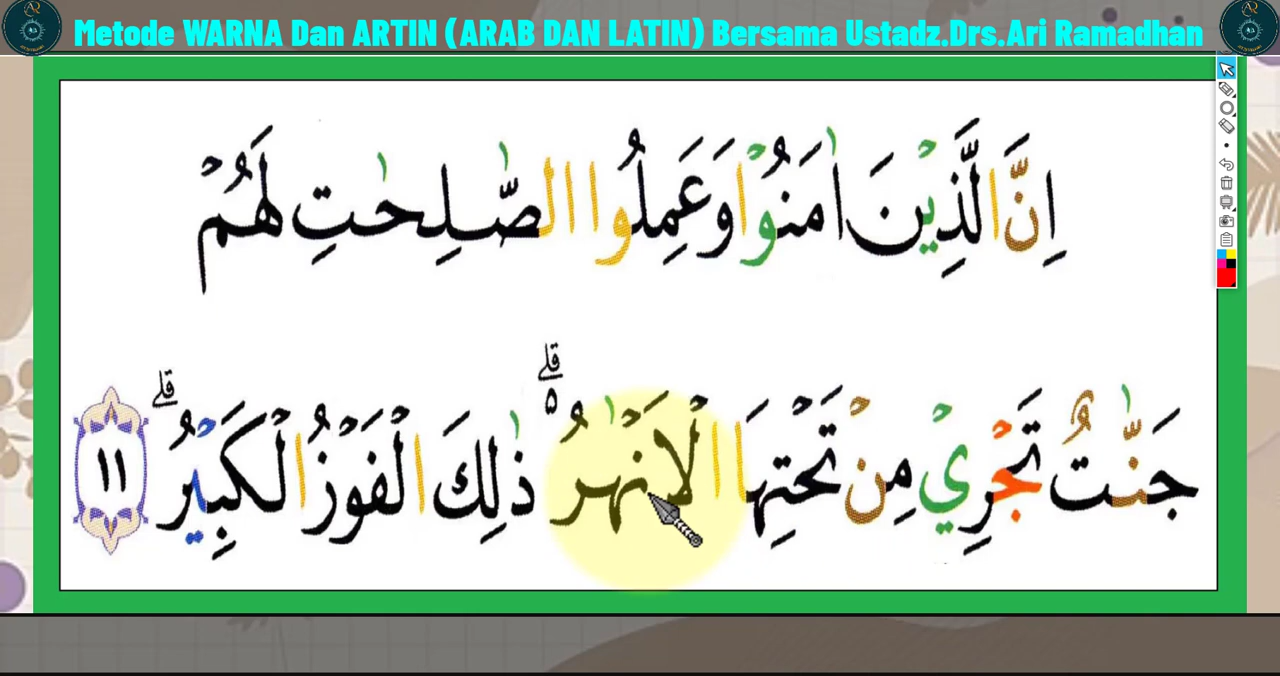 Metode WARNA Dan ARTIN (ARAB DAN LATIN) Bersama Ustadz.Drs.Ari Ramadhan
اِنَّ الَّذِيْنَ اٰمَنُوْا وَعَمِلُوا الصّٰلِحٰتِ لَهُمْ
جَنّٰتٌ تَجْرِيْ مِنْ تَحْتِهَا الْاَنْهٰرُ ەۗ ذٰلِكَ الْفَوْزُ الْكَبِيْرُۗ ١١